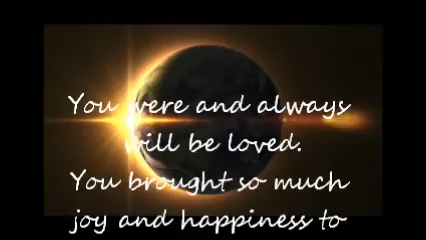 You were and always
will be loved.
You brought so much
joy and happiness to